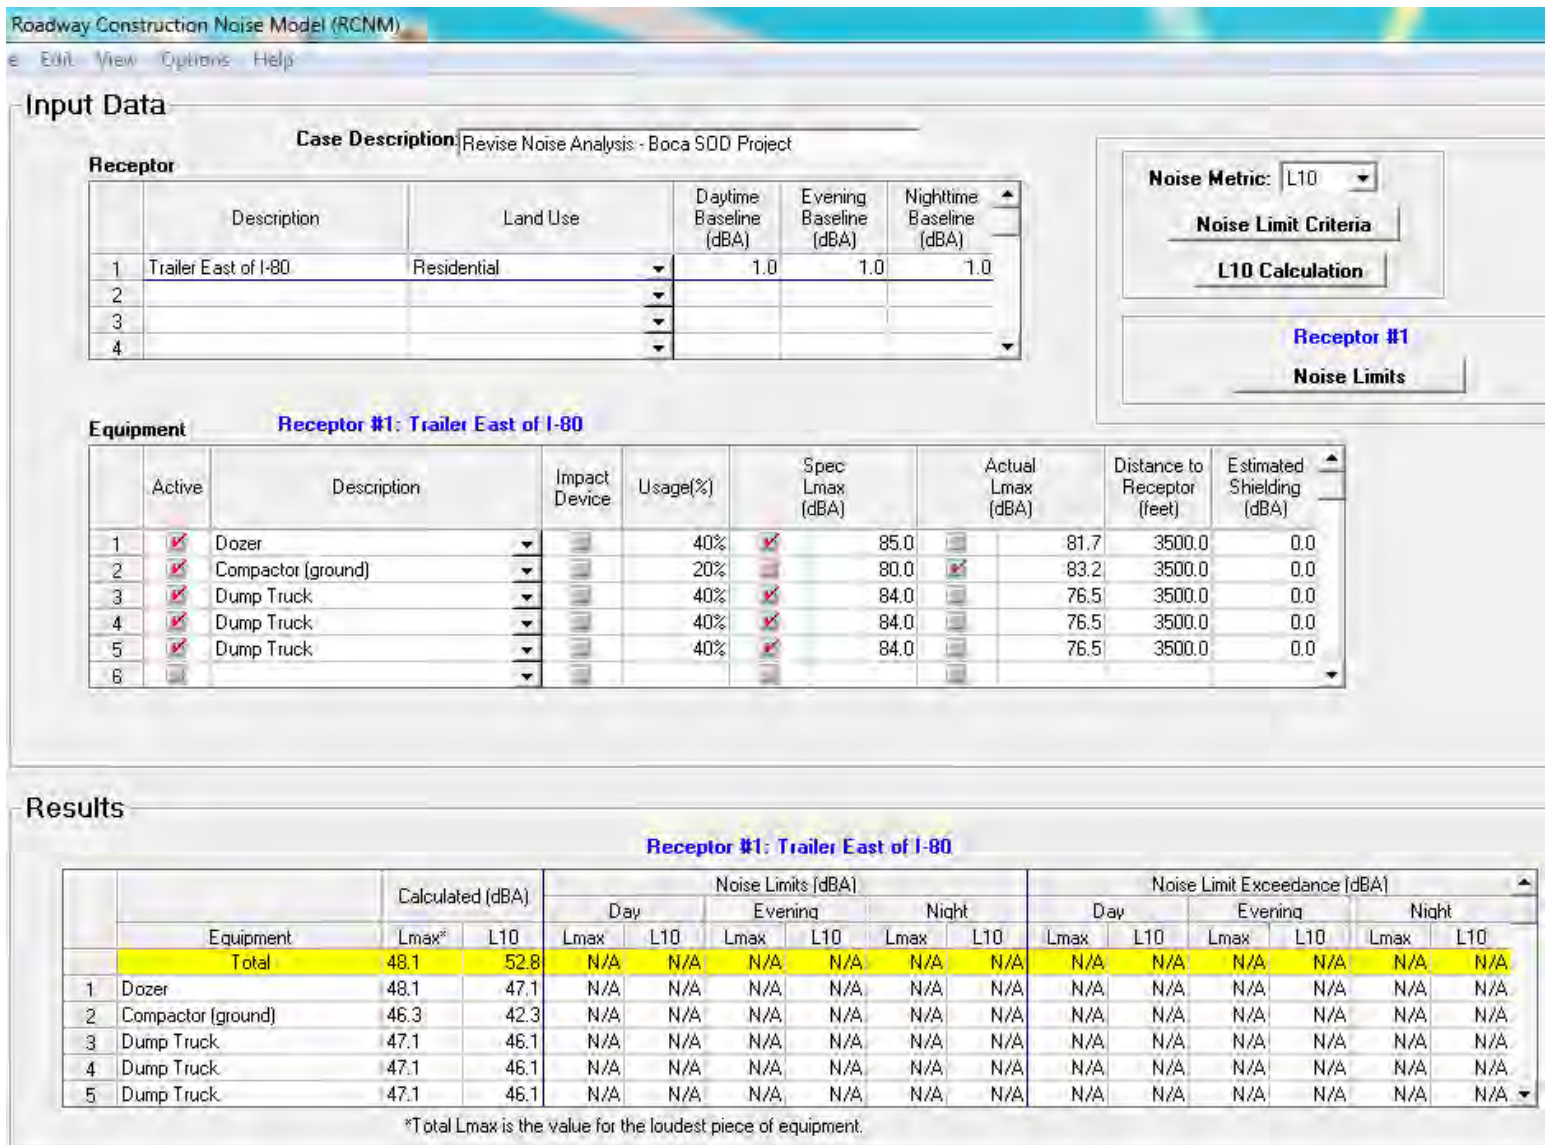 Roadway Construction Noise Model (RCNM)
e Edit View Options Help
Input Data
Case Description: Revise Noise Analysis - Boca SOD Project
Receptor
Description Land Use Daytime Baseline (dBA) Evening Baseline (dBA) Nighttime Baseline (dBA)
1 Trailer East of I-80 Residential 1.0 1.0 1.0
2
3
4
Noise Metric: L10
Noise Limit Criteria
L10 Calculation
Receptor #1
Noise Limits
Equipment Receptor #1: Trailer East of I-80
Active Description Impact Device Usage(%) Spec Lmax (dBA) Actual Lmax (dBA) Distance to Receptor (feet) Estimated Shielding (dBA)
1 Dozer 40% 85.0 81.7 3500.0 0.0
2 Compactor (ground) 20% 80.0 83.2 3500.0 0.0
3 Dump Truck 40% 84.0 76.5 3500.0 0.0
4 Dump Truck 40% 84.0 76.5 3500.0 0.0
5 Dump Truck 40% 84.0 76.5 3500.0 0.0
6
Results
Receptor #1: Trailer East of I-80
Calculated (dBA) Noise Limits (dBA) Noise Limit Exceedance (dBA)
Day Evening Night Day Evening Night
Equipment Lmax* L10 Lmax L10 Lmax L10 Lmax L10 Lmax L10 Lmax L10 Lmax L10
Total 48.1 52.8 N/A N/A N/A N/A N/A N/A N/A N/A N/A N/A N/A N/A
1 Dozer 48.1 47.1 N/A N/A N/A N/A N/A N/A N/A N/A N/A N/A N/A N/A
2 Compactor (ground) 46.3 42.3 N/A N/A N/A N/A N/A N/A N/A N/A N/A N/A N/A N/A
3 Dump Truck 47.1 46.1 N/A N/A N/A N/A N/A N/A N/A N/A N/A N/A N/A N/A
4 Dump Truck 47.1 46.1 N/A N/A N/A N/A N/A N/A N/A N/A N/A N/A N/A N/A
5 Dump Truck 47.1 46.1 N/A N/A N/A N/A N/A N/A N/A N/A N/A N/A N/A N/A
*Total Lmax is the value for the loudest piece of equipment.